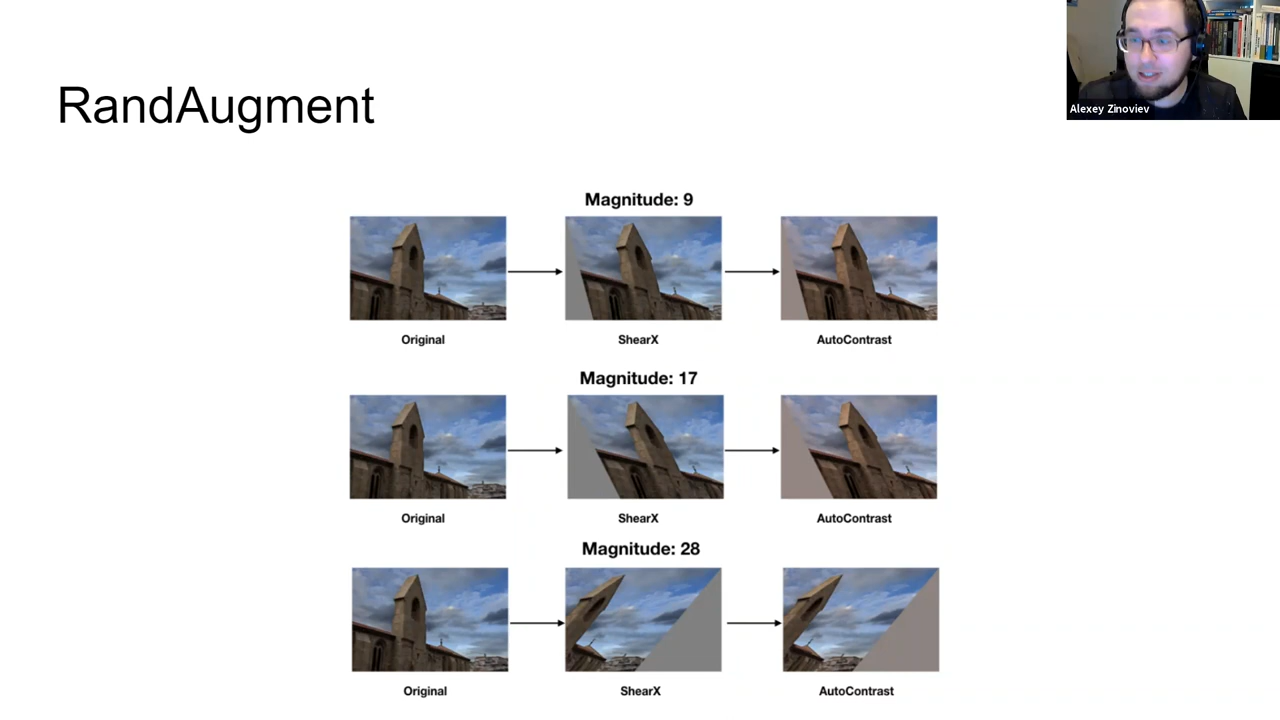 RandAugment
Alexey Zinoviev
Magnitude: 9
Original
ShearX
AutoContrast
Magnitude: 17
Original
ShearX
AutoContrast
Magnitude: 28
Original
ShearX
AutoContrast